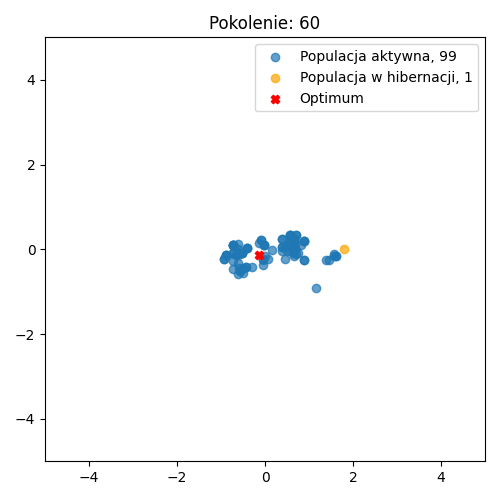 Pokolenie: 60
Populacja aktywna, 99
Populacja w hibernacji, 1
Optimum
4
2
0
−2
−4
−4 −2 0 2 4